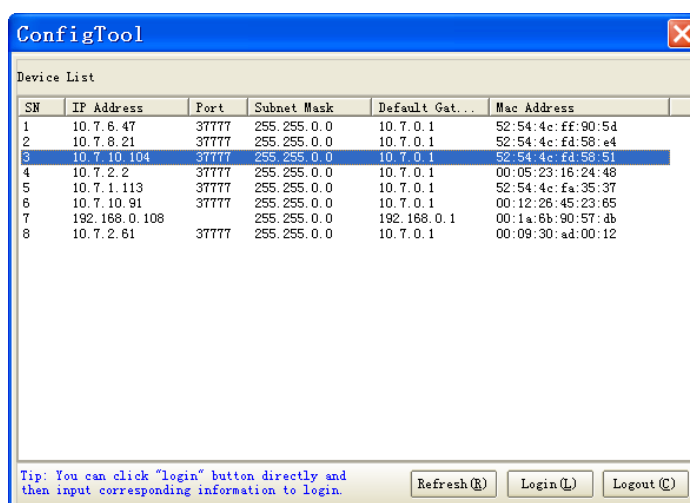 ConfigTool
Device List
SN IP Address Port Subnet Mask Default Gat... Mac Address
1 10.7.6.47 37777 255.255.0.0 10.7.0.1 52:54:4c:ff:90:5d
2 10.7.8.21 37777 255.255.0.0 10.7.0.1 52:54:4c:fd:58:e4
3 10.7.10.104 37777 255.255.0.0 10.7.0.1 52:54:4c:fd:58:51
4 10.7.2.2 37777 255.255.0.0 10.7.0.1 00:05:23:16:24:48
5 10.7.1.113 37777 255.255.0.0 10.7.0.1 52:54:4c:fa:35:37
6 10.7.10.91 37777 255.255.0.0 10.7.0.1 00:12:26:45:23:65
7 192.168.0.108 255.255.0.0 192.168.0.1 00:1a:6b:90:57:db
8 10.7.2.61 37777 255.255.0.0 10.7.0.1 00:09:30:ad:00:12
Tip: You can click "login" button directly and
then input corresponding information to login.
Refresh(R) Login(L) Logout(C)